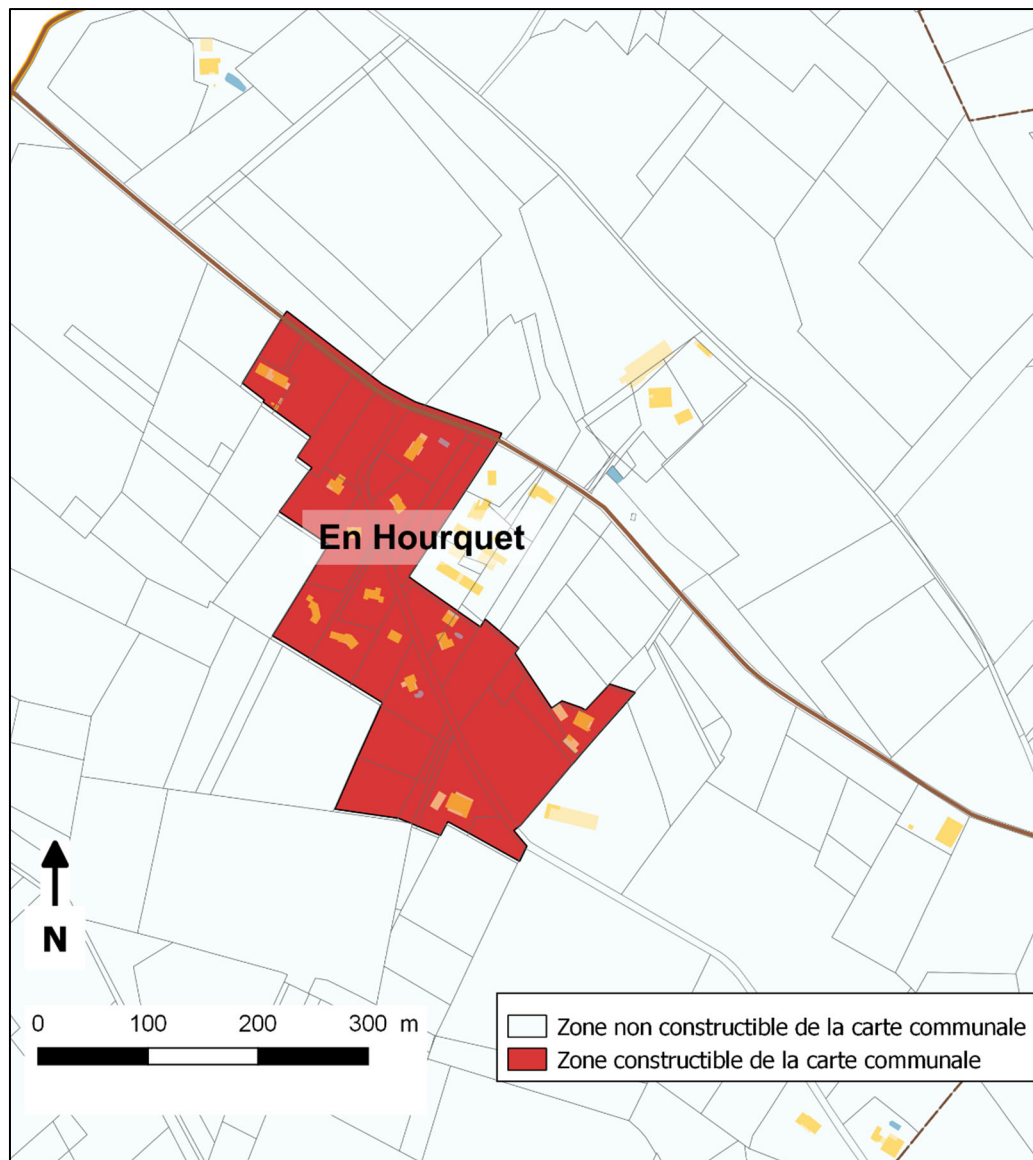 En Hourquet
N
0 100 200 300 m
Zone non constructible de la carte communale
Zone constructible de la carte communale